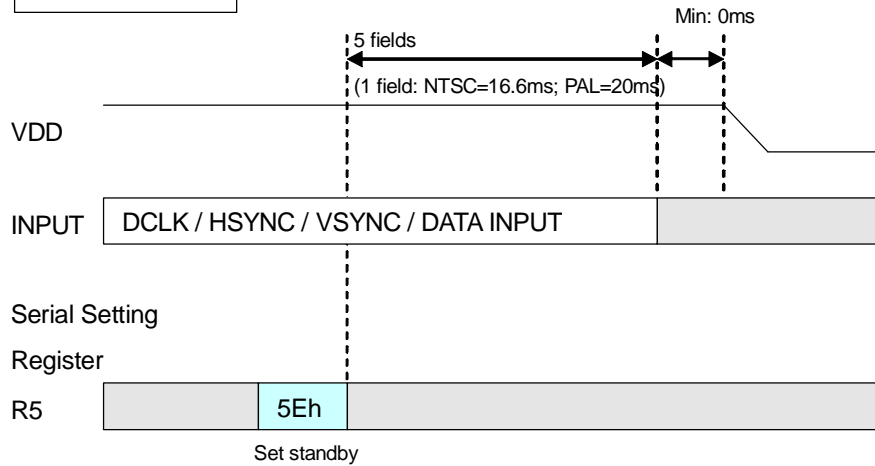 Min: 0ms
5 fields
(1 field: NTSC=16.6ms; PAL=20ms)
VDD
INPUT
DCLK / HSYNC / VSYNC / DATA INPUT
Serial Setting
Register
R5
5Eh
Set standby